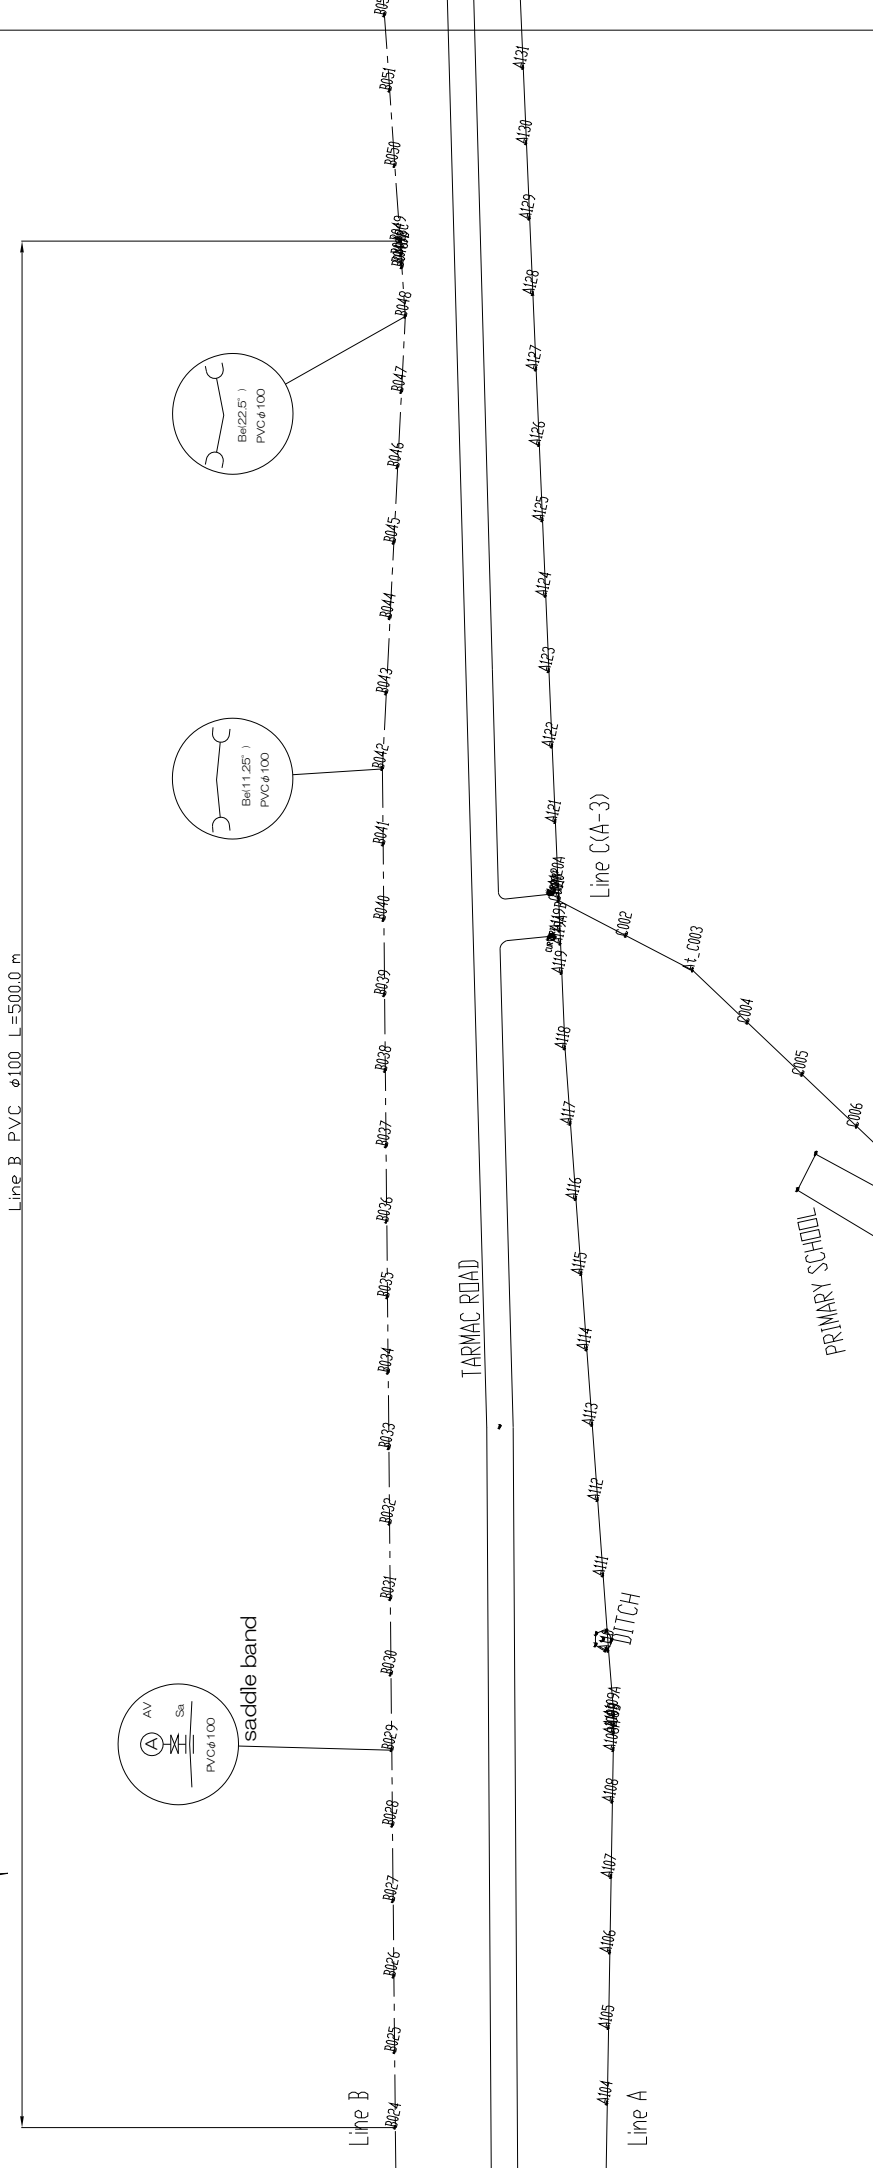 B051
B050
B049
B048
B047
B046
B045
B044
B043
B042
B041
B040
B039
B038
B037
B036
B035
B034
B033
B032
B031
B030
B029
B028
B027
B026
B025
B024
Line B
Line B PVC φ100 L=500.0 m
Be(22.5° )
PVCφ100
Be(11.25° )
PVCφ100
AV
A
Sa
PVCφ100
saddle band
TARMAC ROAD
A131
A130
A129
A128
A127
A126
A125
A124
A123
A122
A121
A119
A118
A117
A116
A115
A114
A113
A112
A111
DITCH
A108
A107
A106
A105
A104
Line A
Line C(A-3)
C002
At_C003
C004
C005
C006
PRIMARY SCHOOL